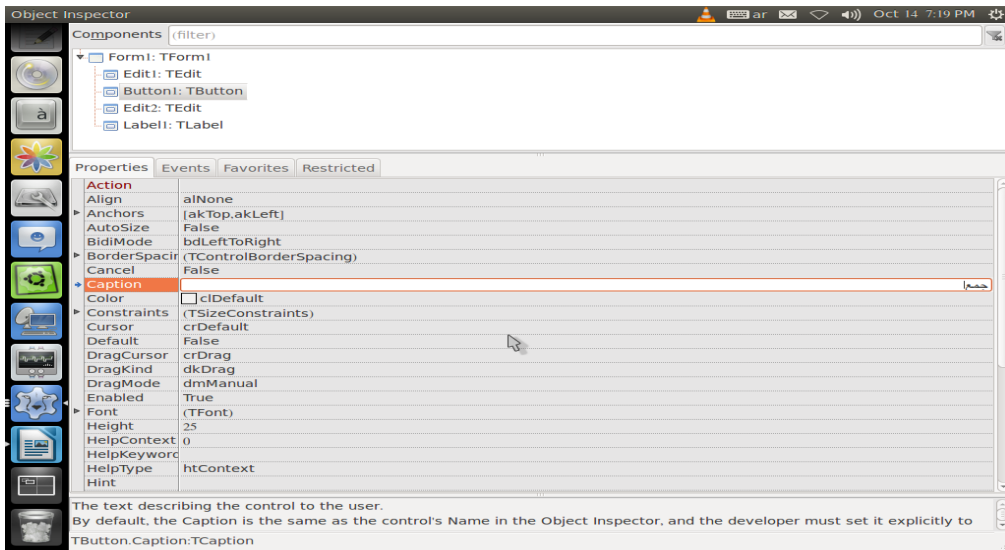 Object Inspector ar Oct 14 7:19 PM
Components (filter)
Form1: TForm1
Edit1: TEdit
Button1: TButton
Edit2: TEdit
Label1: TLabel
Properties Events Favorites Restricted
Action
Align alNone
Anchors [akTop,akLeft]
AutoSize False
BidiMode bdLeftToRight
BorderSpacin (TControlBorderSpacing)
Cancel False
Caption جمعا
Color clDefault
Constraints (TSizeConstraints)
Cursor crDefault
Default False
DragCursor crDrag
DragKind dkDrag
DragMode dmManual
Enabled True
Font (TFont)
Height 25
HelpContext 0
HelpKeyword
HelpType htContext
Hint
The text describing the control to the user.
By default, the Caption is the same as the control's Name in the Object Inspector, and the developer must set it explicitly to
TButton.Caption:TCaption
à